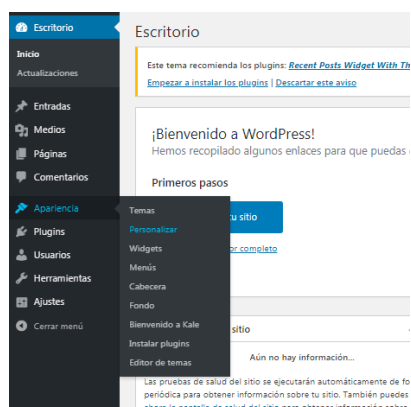 Escritorio
Inicio
Actualizaciones
Entradas
Medios
Páginas
Comentarios
Apariencia
Temas
Personalizar
Widgets
Menús
Cabecera
Fondo
Bienvenido a Kale
Instalar plugins
Editor de temas
Plugins
Usuarios
Herramientas
Ajustes
Cerrar menú
Escritorio
Este tema recomienda los plugins: Recent Posts Widget With Th
Empezar a instalar los plugins | Descartar este aviso
¡Bienvenido a WordPress!
Hemos recopilado algunos enlaces para que puedas
Primeros pasos
tu sitio
or completo
sitio
Aún no hay información...
Las pruebas de salud del sitio se ejecutarán automáticamente de fo
periódica para obtener información sobre tu sitio. También puedes